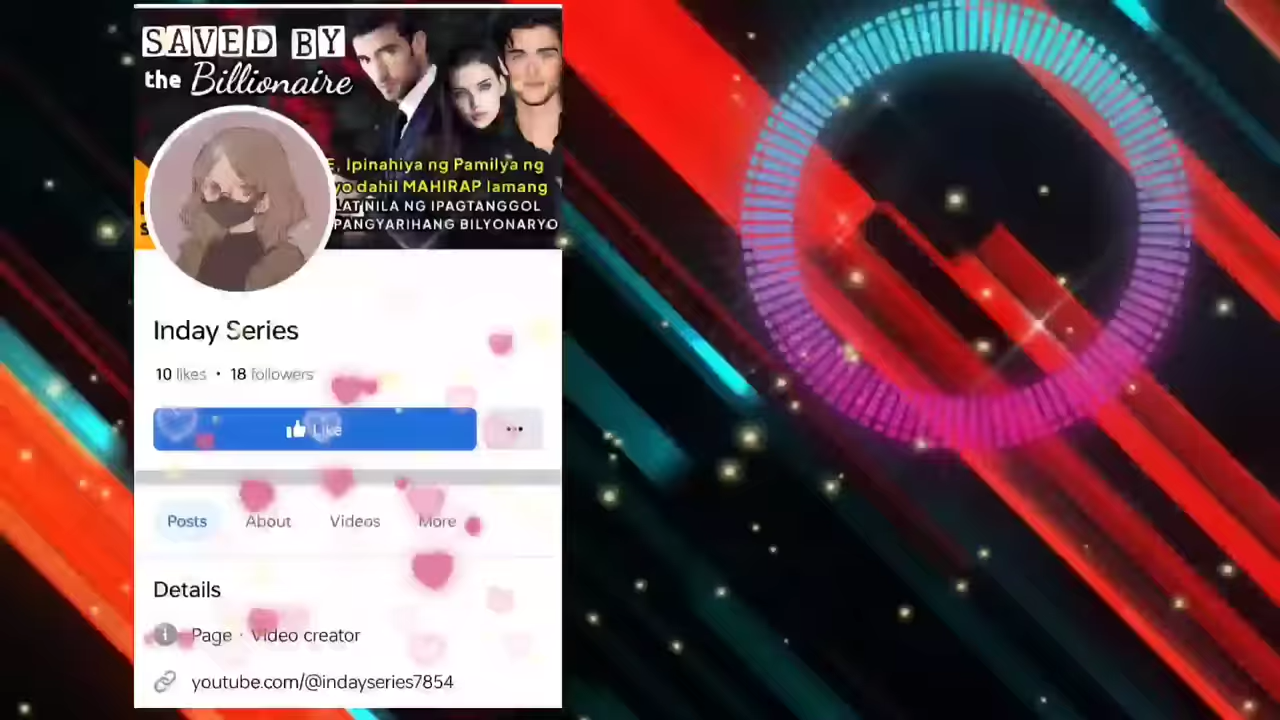 SAVED BY
the Billionaire
E, Ipinahiya ng Pamilya ng
yo dahil MAHIRAP lamang
NILA NG IPAGTANGGOL
PANGYARIHANG BILYONARYO
Inday Series
10 likes • 18 followers
Like
Posts About Videos More
Details
Page · Video creator
youtube.com/@indayseries7854